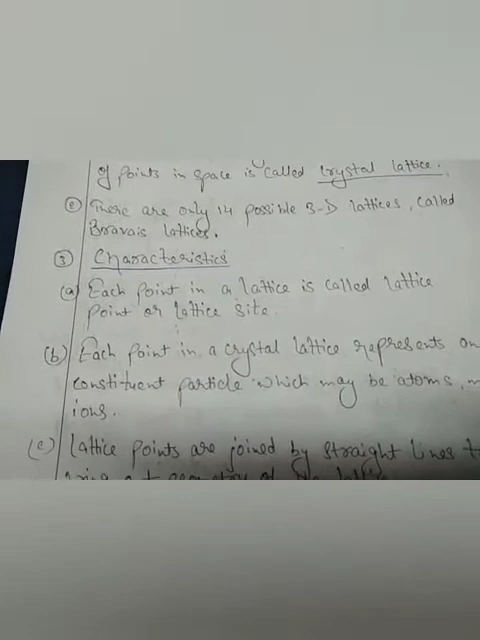 of points in space is called Crystal lattice.
(e) There are only 14 possible 3-D lattices, called
Bravais lattices.
(3) Characteristics
(a) Each point in a lattice is called lattice
point or lattice site.
(b) Each point in a crystal lattice represents on
constituent particle which may be atoms, m
ions.
(c) Lattice points are joined by straight lines t